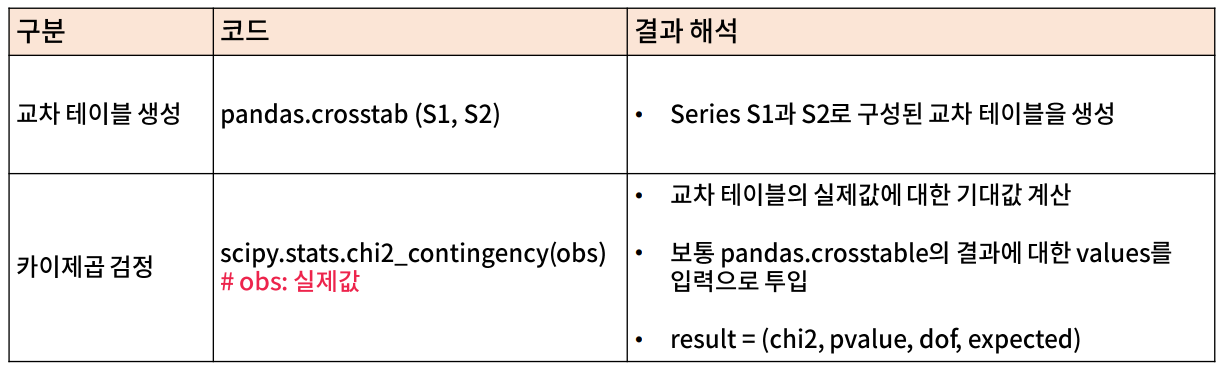 구분
코드
결과 해석
교차 테이블 생성
pandas.crosstab (S1, S2)
• Series S1과 S2로 구성된 교차 테이블을 생성
카이제곱 검정
scipy.stats.chi2_contingency(obs)
# obs: 실제값
• 교차 테이블의 실제값에 대한 기대값 계산
• 보통 pandas.crosstable의 결과에 대한 values를
입력으로 투입
• result = (chi2, pvalue, dof, expected)